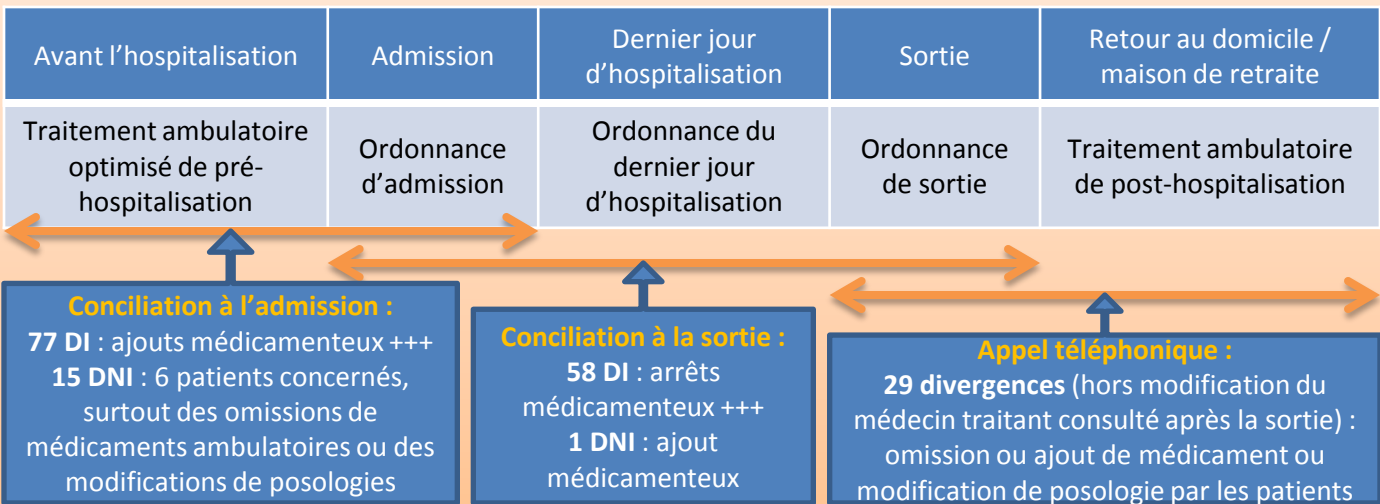 Avant l'hospitalisation
Admission
Dernier jour
d'hospitalisation
Sortie
Retour au domicile /
maison de retraite
Traitement ambulatoire
optimisé de pré-
hospitalisation
Ordonnance
d'admission
Ordonnance du
dernier jour
d'hospitalisation
Ordonnance
de sortie
Traitement ambulatoire
de post-hospitalisation
Conciliation à l'admission :
77 DI : ajouts médicamenteux +++
15 DNI : 6 patients concernés,
surtout des omissions de
médicaments ambulatoires ou des
modifications de posologies
Conciliation à la sortie :
58 DI : arrêts
médicamenteux +++
1 DNI : ajout
médicamenteux
Appel téléphonique :
29 divergences (hors modification du
médecin traitant consulté après la sortie) :
omission ou ajout de médicament ou
modification de posologie par les patients